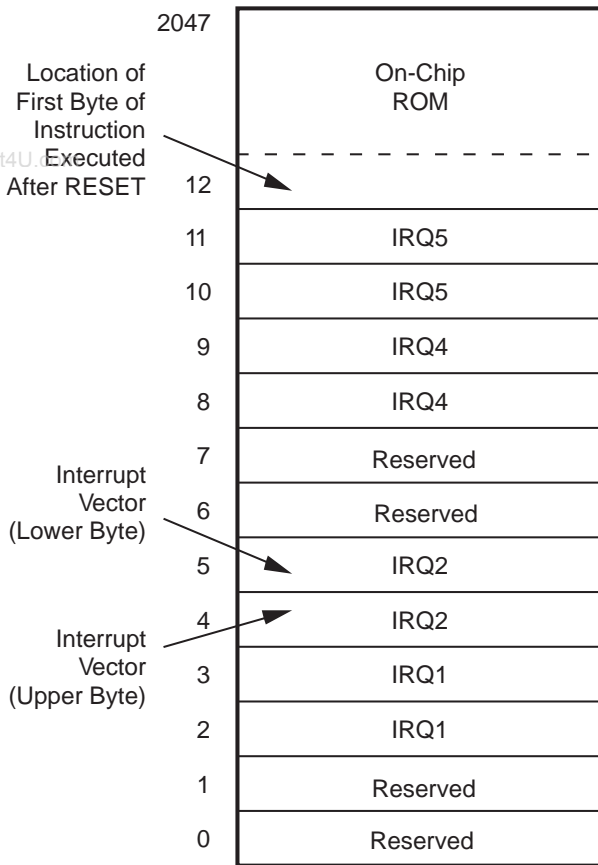 2047
On-Chip
ROM
Location of
First Byte of
Instruction
Executed
After RESET
t4U.com
12
11 IRQ5
10 IRQ5
9 IRQ4
8 IRQ4
7 Reserved
6 Reserved
Interrupt
Vector
(Lower Byte)
5 IRQ2
4 IRQ2
Interrupt
Vector
(Upper Byte)
3 IRQ1
2 IRQ1
1 Reserved
0 Reserved